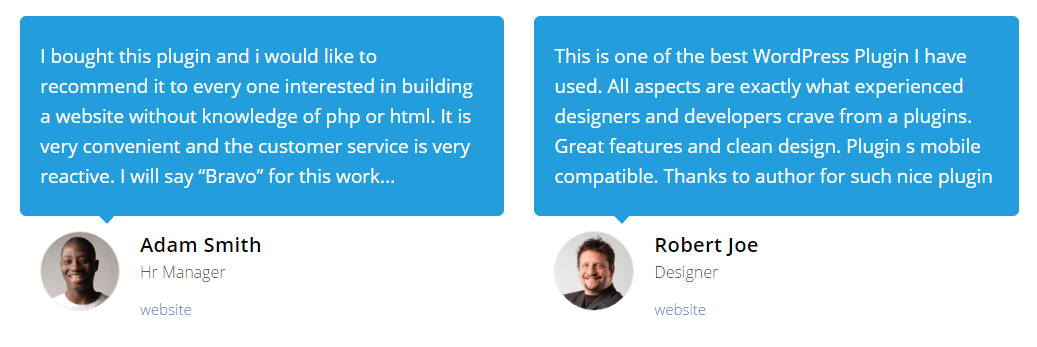 I bought this plugin and i would like to
recommend it to every one interested in building
a website without knowledge of php or html. It is
very convenient and the customer service is very
reactive. I will say “Bravo” for this work...
Adam Smith
Hr Manager
website
This is one of the best WordPress Plugin I have
used. All aspects are exactly what experienced
designers and developers crave from a plugins.
Great features and clean design. Plugin s mobile
compatible. Thanks to author for such nice plugin
Robert Joe
Designer
website